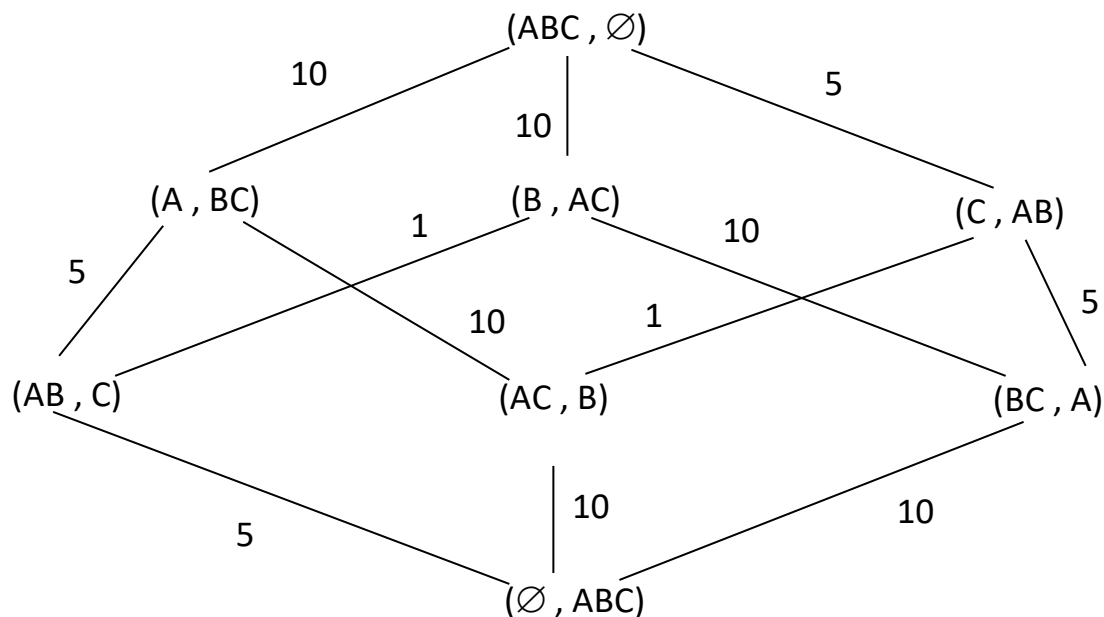 (ABC , ∅)
10
10
5
(A , BC)
(B , AC)
(C , AB)
5
1
10
10
1
5
(AB , C)
(AC , B)
(BC , A)
5
10
10
(∅ , ABC)